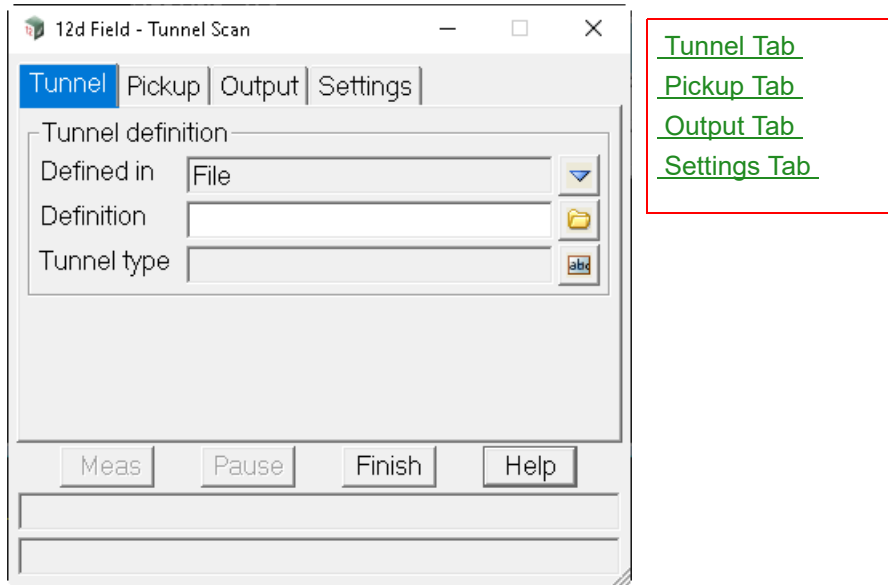 12d Field - Tunnel Scan
Tunnel Pickup Output Settings
Tunnel definition
Defined in File
Definition
Tunnel type abc
Meas Pause Finish Help
Tunnel Tab
Pickup Tab
Output Tab
Settings Tab